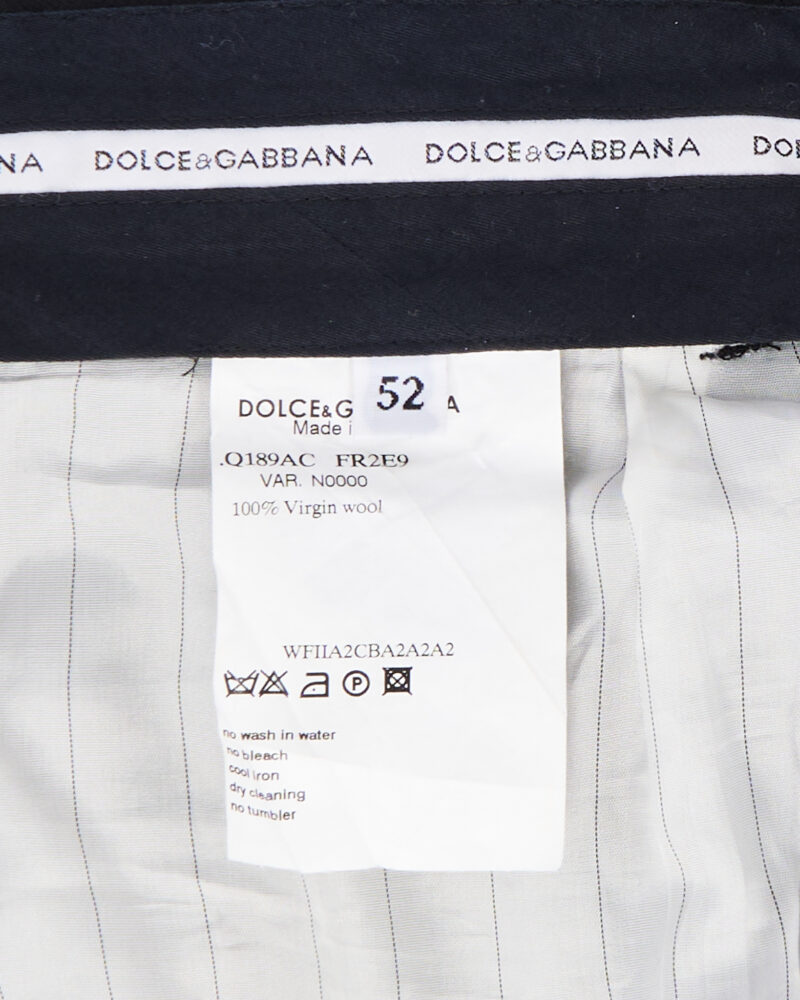 NA DOLCE&GABBANA DOLCE&GABBANA DOL
52
DOLCE&G A
Made i
.Q189AC FR2E9
VAR. N0000
100% Virgin wool
WFIIA2CBA2A2A2
P
no wash in water
no bleach
cool iron
dry cleaning
no tumbler